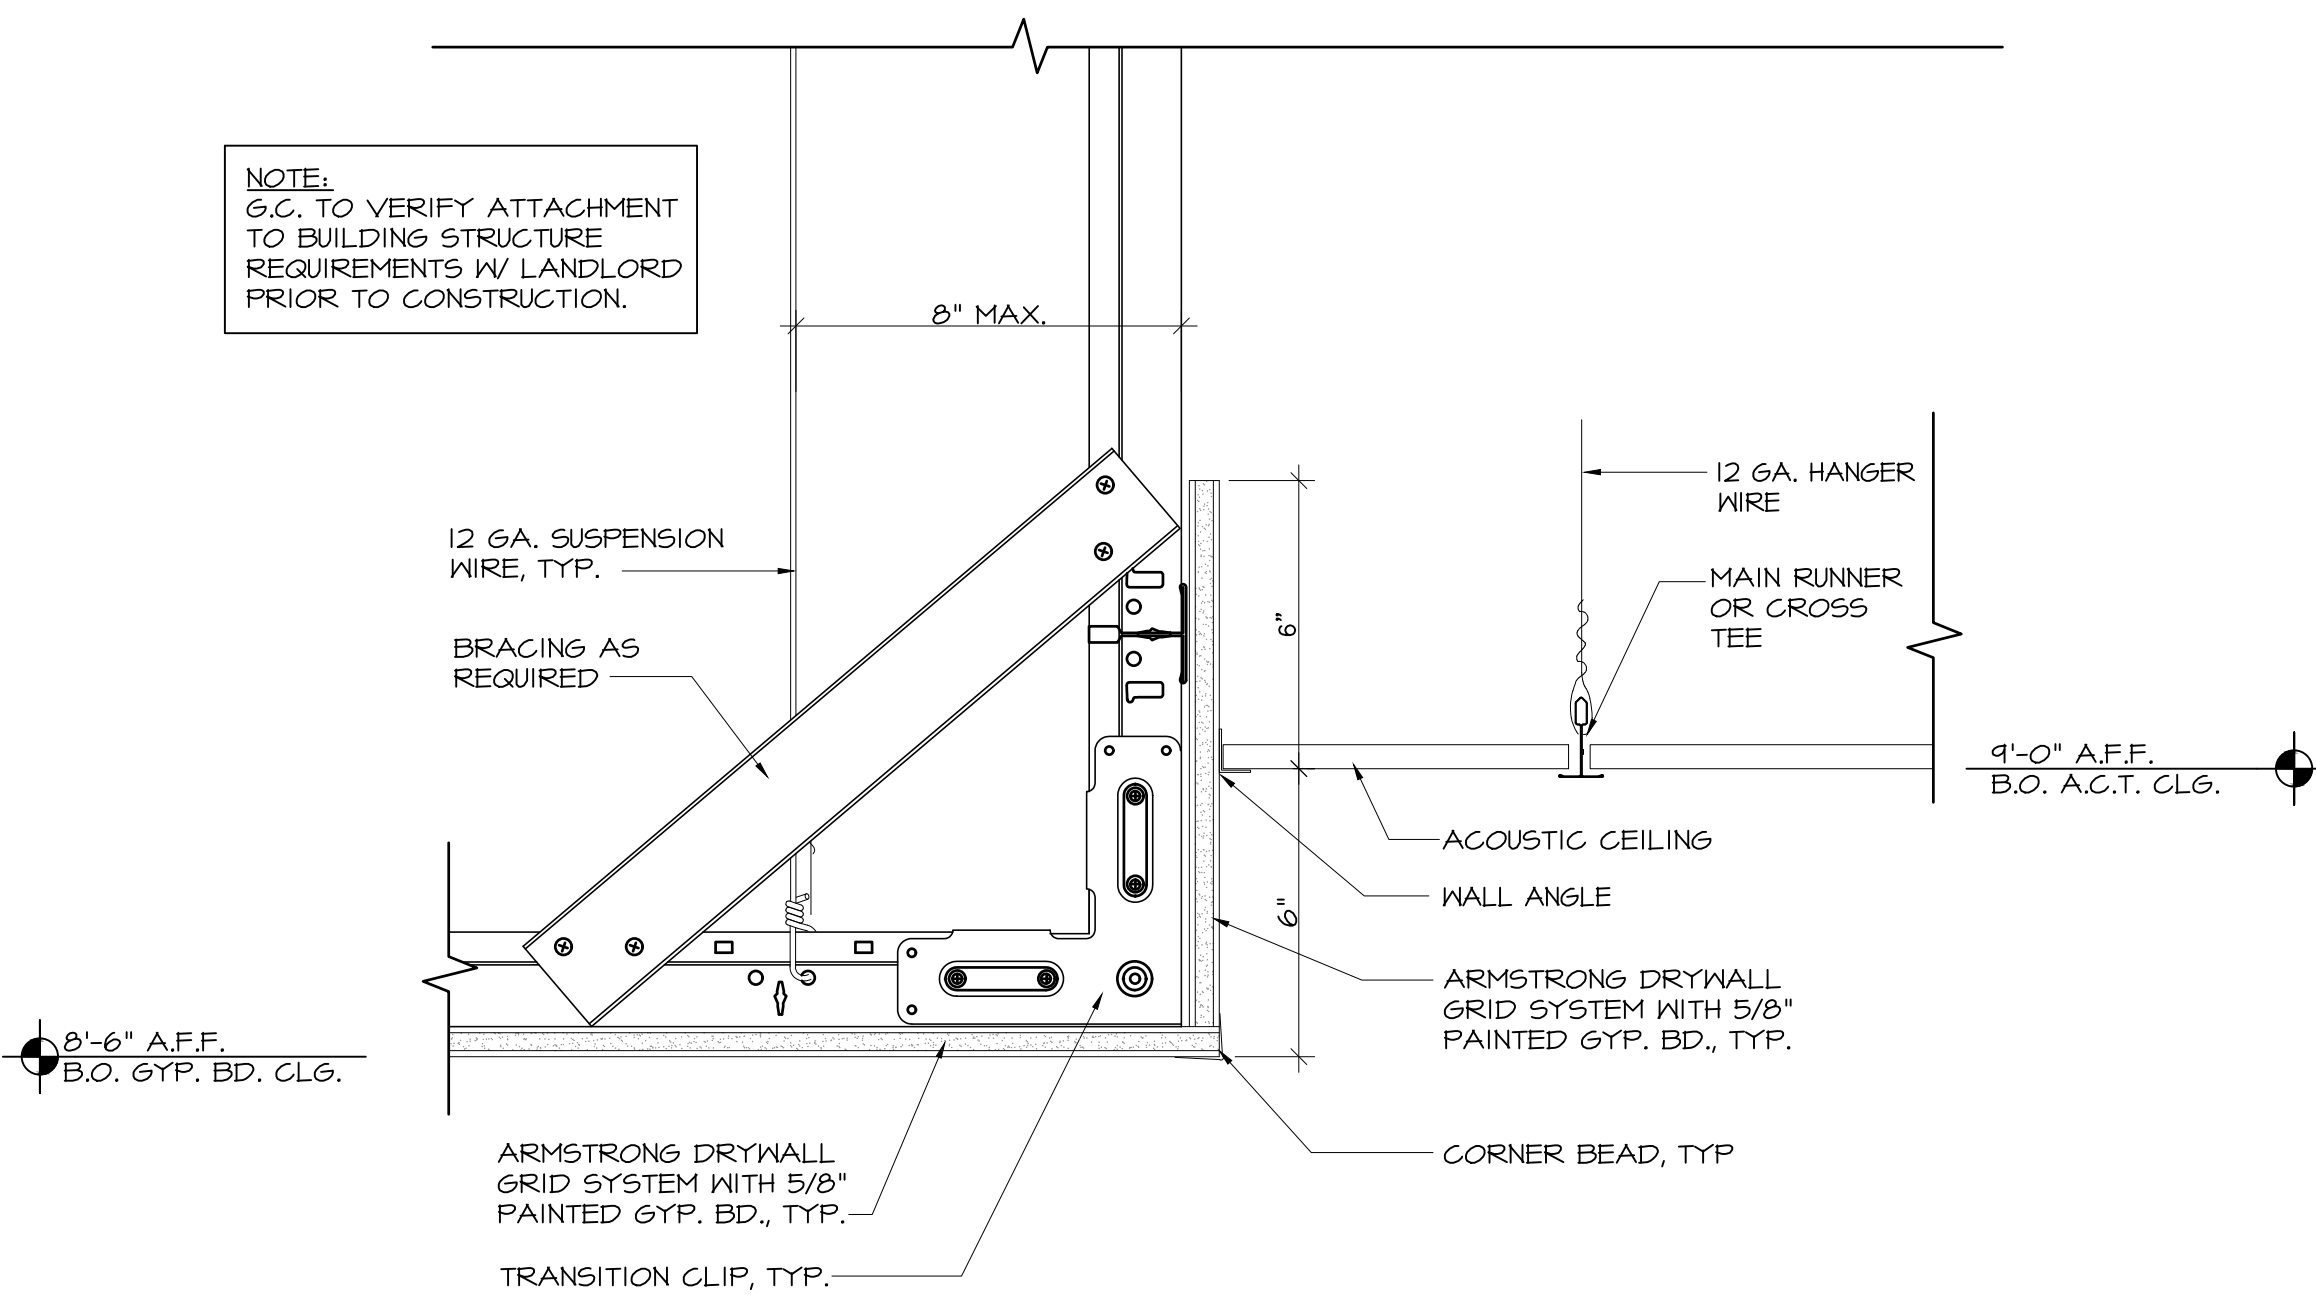 NOTE:
G.C. TO VERIFY ATTACHMENT
TO BUILDING STRUCTURE
REQUIREMENTS W/ LANDLORD
PRIOR TO CONSTRUCTION.
8" MAX.
12 GA. SUSPENSION
WIRE, TYP.
BRACING AS
REQUIRED
12 GA. HANGER
WIRE
MAIN RUNNER
OR CROSS
TEE
6”
9'-0" A.F.F.
B.O. A.C.T. CLG.
ACOUSTIC CEILING
WALL ANGLE
6"
ARMSTRONG DRYWALL
GRID SYSTEM WITH 5/8"
PAINTED GYP. BD., TYP.
8'-6" A.F.F.
B.O. GYP. BD. CLG.
CORNER BEAD, TYP
ARMSTRONG DRYWALL
GRID SYSTEM WITH 5/8"
PAINTED GYP. BD., TYP.
TRANSITION CLIP, TYP.